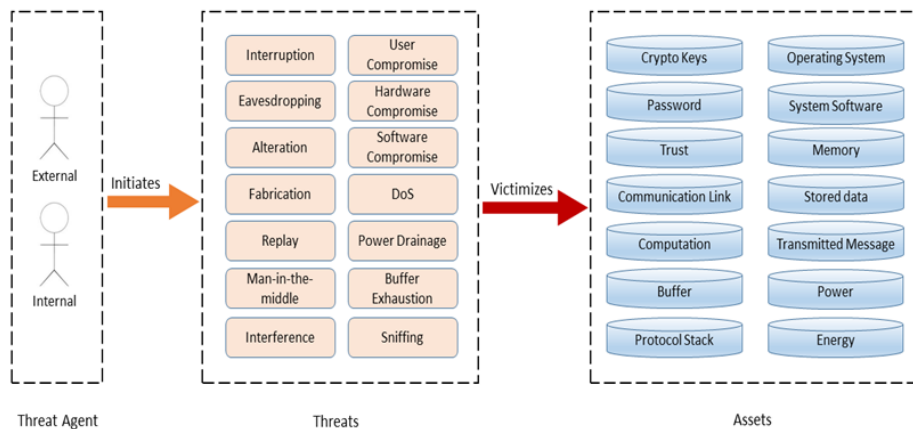 External
Internal
Threat Agent
Initiates
Interruption
User
Compromise
Eavesdropping
Hardware
Compromise
Alteration
Software
Compromise
Fabrication
DoS
Replay
Power Drainage
Man-in-the-
middle
Buffer
Exhaustion
Interference
Sniffing
Threats
Victimizes
Crypto Keys
Operating System
Password
System Software
Trust
Memory
Communication Link
Stored data
Computation
Transmitted Message
Buffer
Power
Protocol Stack
Energy
Assets